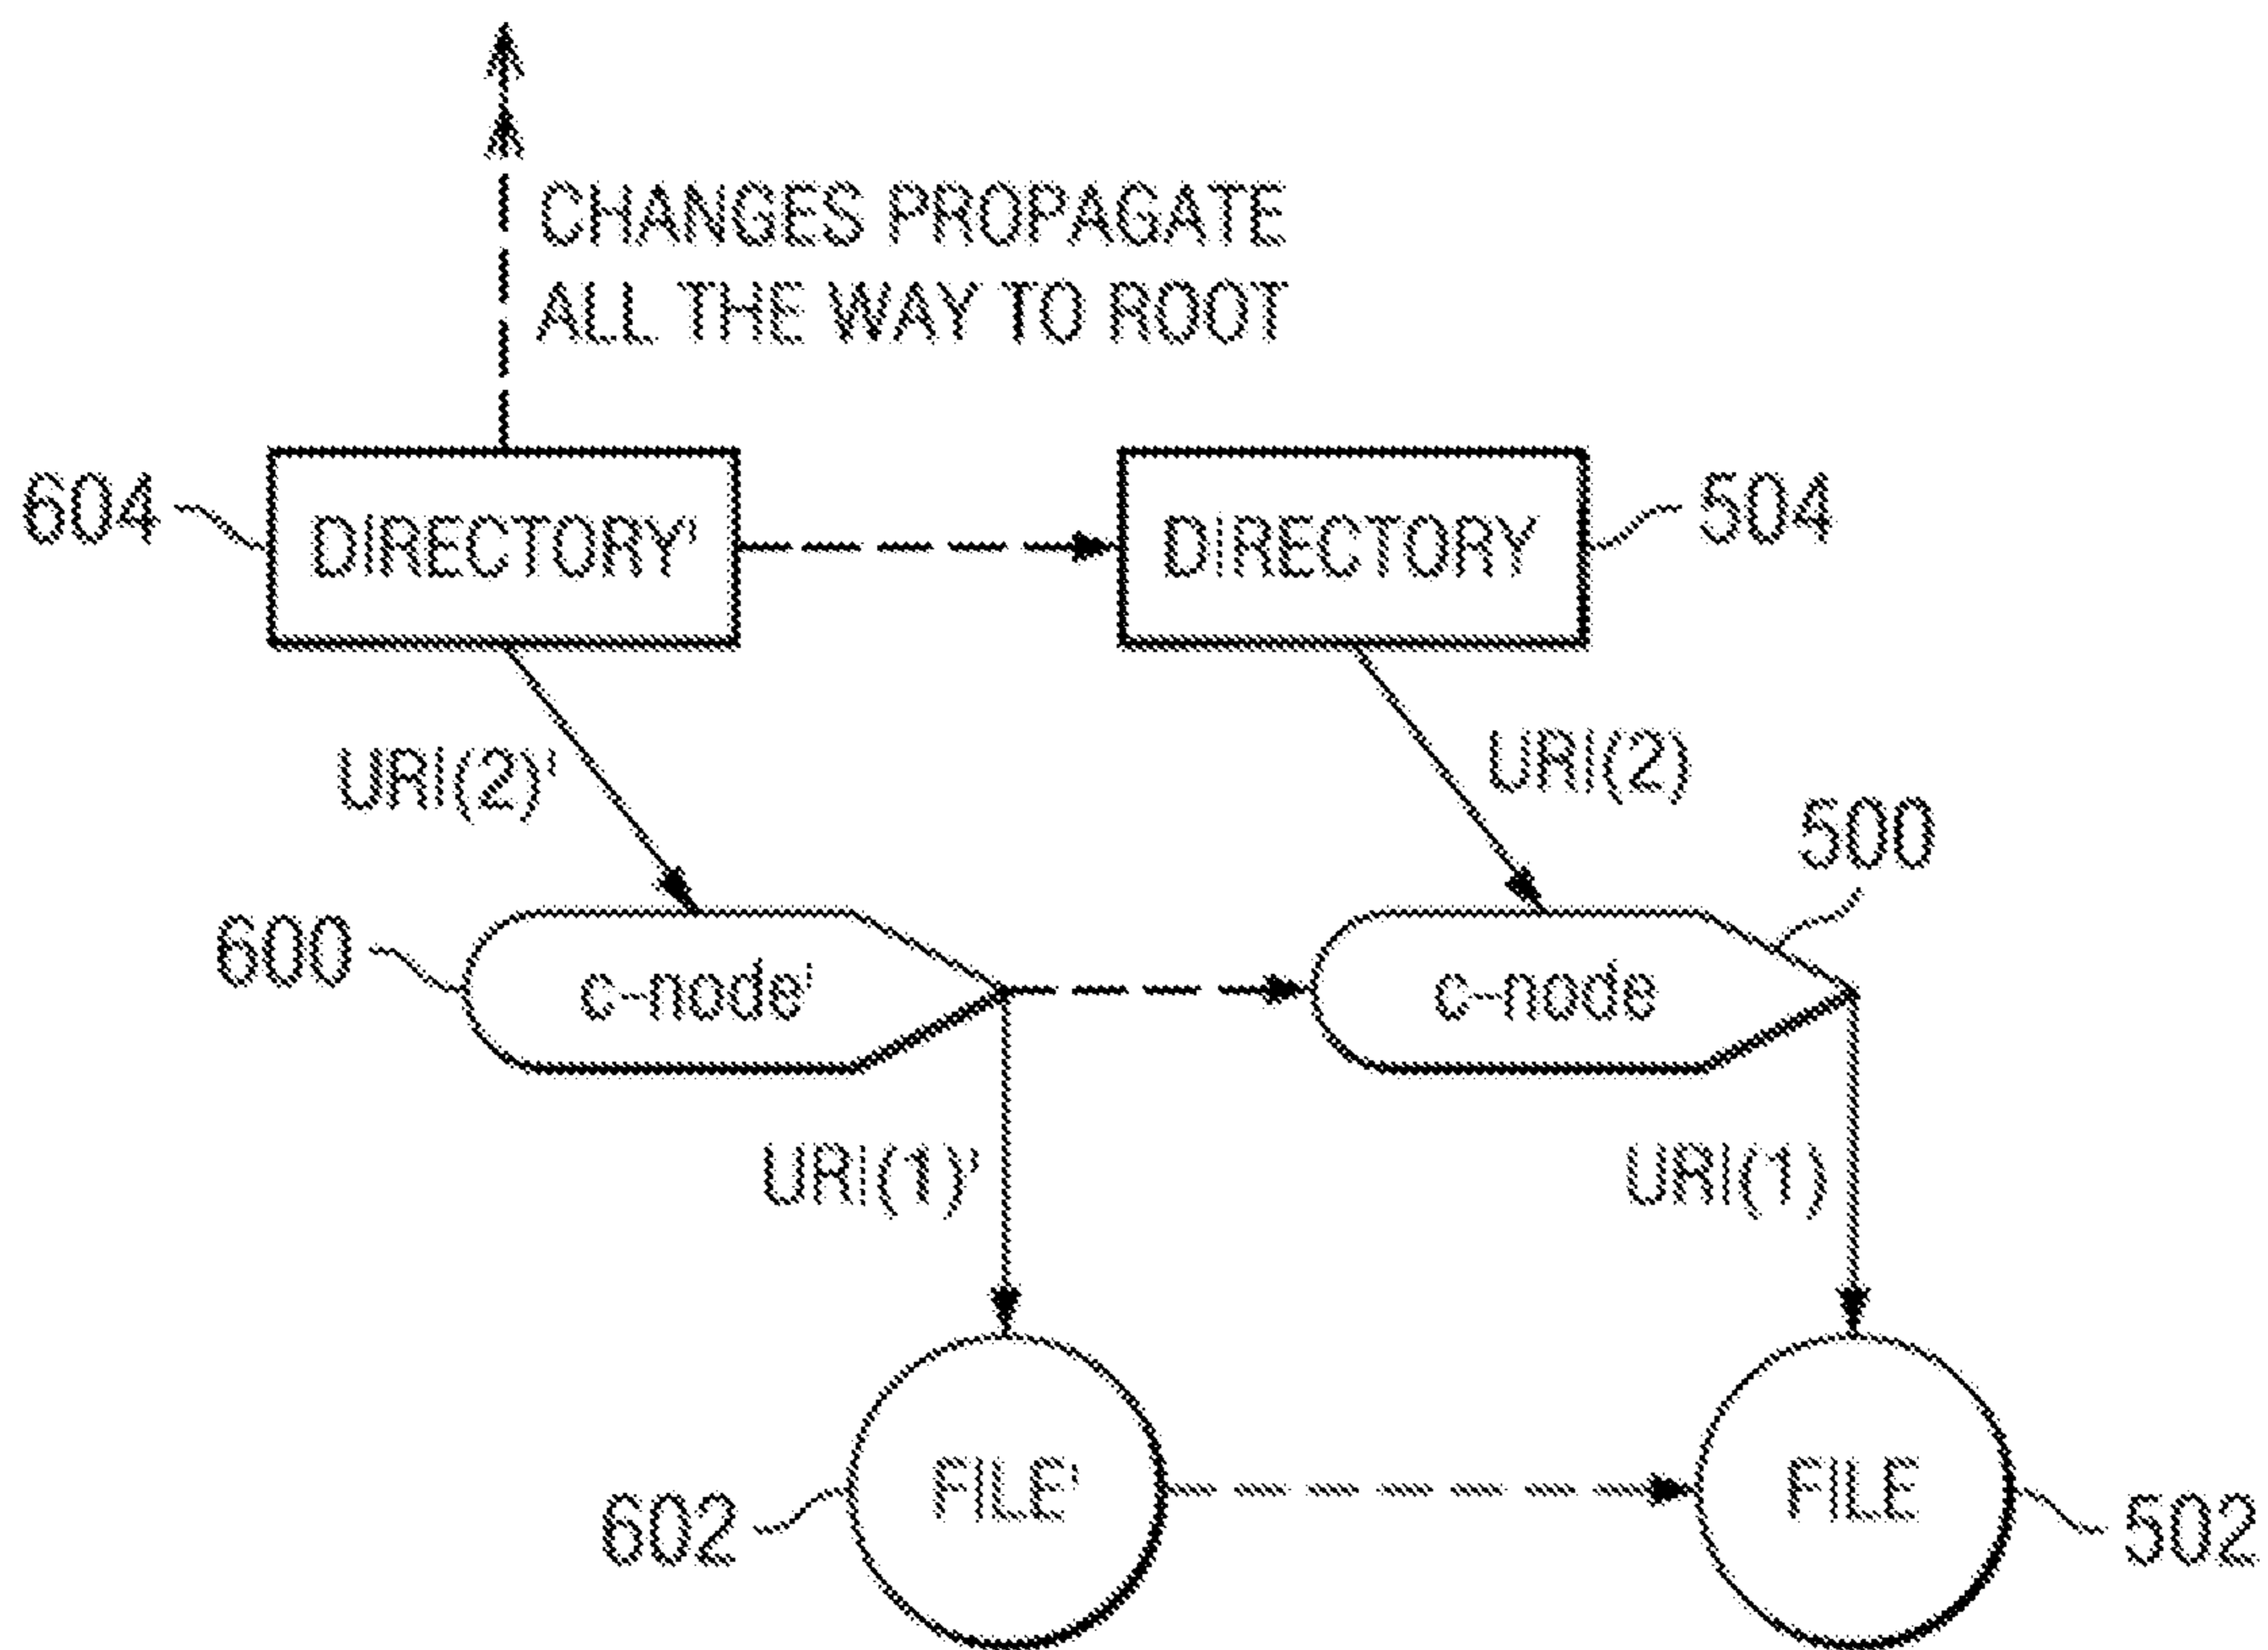 CHANGES PROPAGATE
ALL THE WAY TO ROOT
604
DIRECTORY'
DIRECTORY
504
URI(2)'
URI(2)
500
600
c-node'
c-node
URI(1)'
URI(1)
602
FILE'
FILE
502